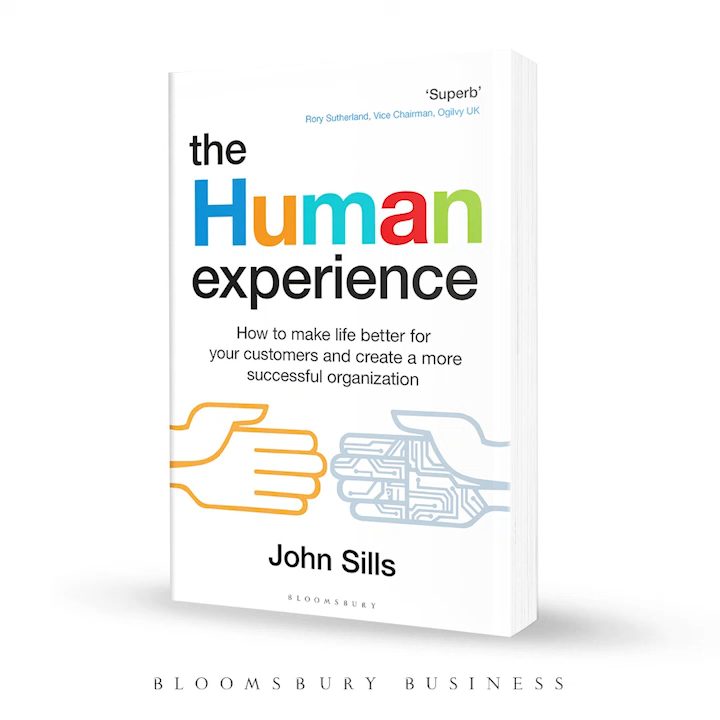 ‘Superb’
Rory Sutherland, Vice Chairman, Ogilvy UK
the
Human
experience
How to make life better for
your customers and create a more
successful organization
John Sills
BLOOMSBURY
BLOOMSBURY BUSINESS